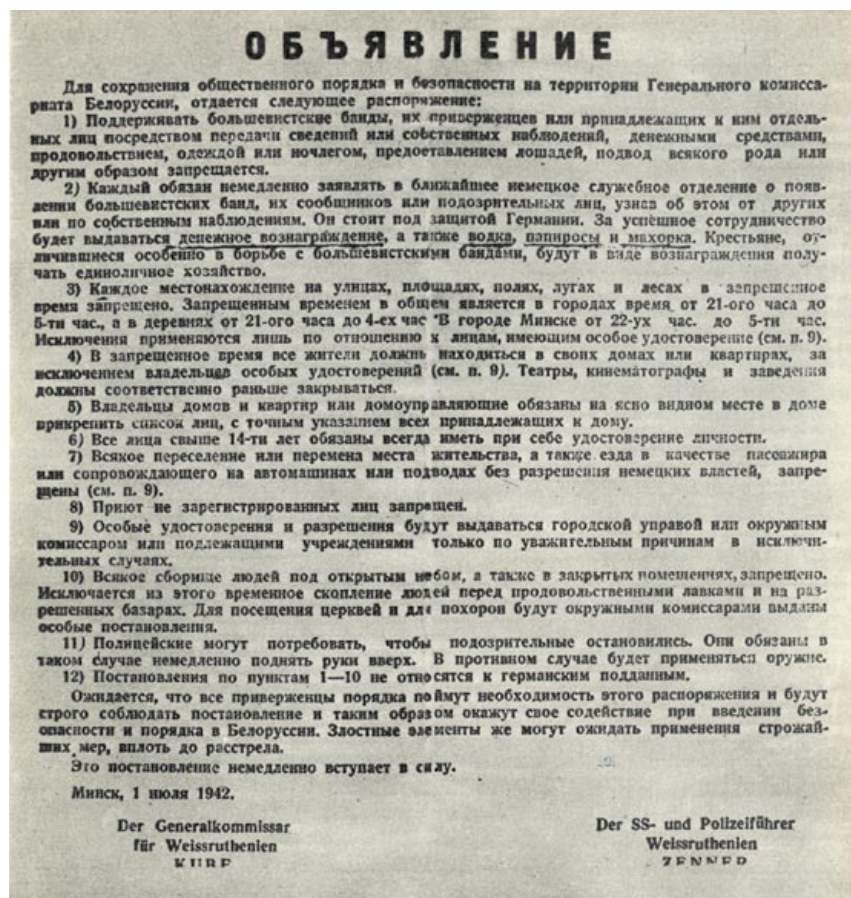 ОБЪЯВЛЕНИЕ
Для сохранения общественного порядка и безопасности на территории Генерального комисса-
риата Белоруссии, отдается следующее распоряжение:
1) Поддерживать большевистские банды, их приверженцев или принадлежащих к ним отдель-
ных лиц посредством передачи сведений или собственных наблюдений, денежными средствами,
продовольствием, одеждой или ночлегом, предоставлением лошадей, подвод всякого рода или
другим образом запрещается.
2) Каждый обязан немедленно заявлять в ближайшее немецкое служебное отделение о появ-
лении большевистских банд, их сообщников или подозрительных лиц, узнав об этом от других
или по собственным наблюдениям. Он стоит под защитой Германии. За успешное сотрудничество
будет выдаваться денежное вознаграждение, а также водка, папиросы и махорка. Крестьяне, от-
личившиеся особенно в борьбе с большевистскими бандами, будут в виде вознаграждения полу-
чать единоличное хозяйство.
3) Каждое местонахождение на улицах, площадях, полях, лугах и лесах в запрещенное
время запрещено. Запрещенным временем в общем является в городах время от 21-ого часа до
5-ти час., а в деревнях от 21-ого часа до 4-ех час В городе Минске от 22-ух час. до 5-ти час.
Исключения применяются лишь по отношению к лицам, имеющим особое удостоверение (см. п. 9).
4) В запрещенное время все жители должны находиться в своих домах или квартирах, за
исключением владельцев особых удостоверений (см. п. 9). Театры, кинематографы и заведения
должны соответственно раньше закрываться.
5) Владельцы домов и квартир или домоуправляющие обязаны на ясно видном месте в доме
прикрепить список лиц, с точным указанием всех принадлежащих к дому.
6) Все лица свыше 14-ти лет обязаны всегда иметь при себе удостоверение личности.
7) Всякое переселение или перемена места жительства, а также езда в качестве пассажира
или сопровождающего на автомашинах или подводах без разрешения немецких властей, запре-
щены (см. п. 9).
8) Приют не зарегистрированных лиц запрещен.
9) Особые удостоверения и разрешения будут выдаваться городской управой или окружным
комиссаром или подлежащими учреждениями только по уважительным причинам в исключи-
тельных случаях.
10) Всякое сборище людей под открытым небом, а также в закрытых помещениях, запрещено.
Исключается из этого временное скопление людей перед продовольственными лавками и на раз-
решенных базарах. Для посещения церквей и для похорон будут окружными комиссарами выданы
особые постановления.
11) Полицейские могут потребовать, чтобы подозрительные остановились. Они обязаны в
таком случае немедленно поднять руки вверх. В противном случае будет применяться оружие.
12) Постановления по пунктам 1—10 не относятся к германским подданным.
Ожидается, что все приверженцы порядка поймут необходимость этого распоряжения и будут
строго соблюдать постановление и таким образом окажут свое содействие при введении без-
опасности и порядка в Белоруссии. Злостные элементы же могут ожидать применения строжай-
ших мер, вплоть до расстрела.
Это постановление немедленно вступает в силу.
Минск, 1 июля 1942.
Der Generalkommissar
für Weissruthenien
KUBE
Der SS- und Polizeiführer
Weissruthenien
ZENNER